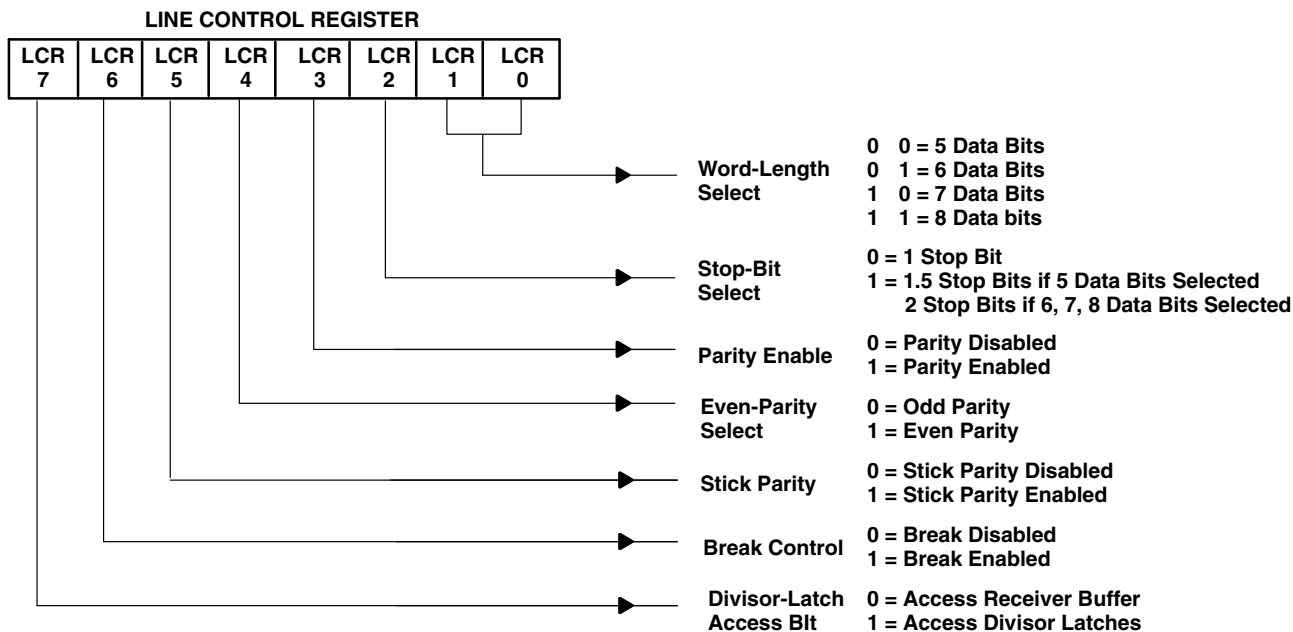 LINE CONTROL REGISTER
LCR LCR LCR LCR LCR LCR LCR LCR
7 6 5 4 3 2 1 0
Word-Length
Select
0 0 = 5 Data Bits
0 1 = 6 Data Bits
1 0 = 7 Data Bits
1 1 = 8 Data bits
Stop-Bit
Select
0 = 1 Stop Bit
1 = 1.5 Stop Bits if 5 Data Bits Selected
2 Stop Bits if 6, 7, 8 Data Bits Selected
Parity Enable
0 = Parity Disabled
1 = Parity Enabled
Even-Parity
Select
0 = Odd Parity
1 = Even Parity
Stick Parity
0 = Stick Parity Disabled
1 = Stick Parity Enabled
Break Control
0 = Break Disabled
1 = Break Enabled
Divisor-Latch
Access BIt
0 = Access Receiver Buffer
1 = Access Divisor Latches